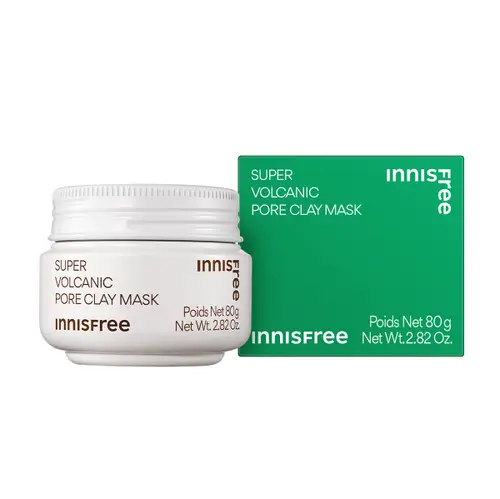 SUPER
VOLCANIC
PORE CLAY MASK
INNISFree
INNISFree
Poids Net 80g
Net Wt. 2.82 Oz.
SUPER
VOLCANIC
PORE CLAY MASK
INNISFree
INNISFree
Poids Net 80g
Net Wt. 2.82 Oz.